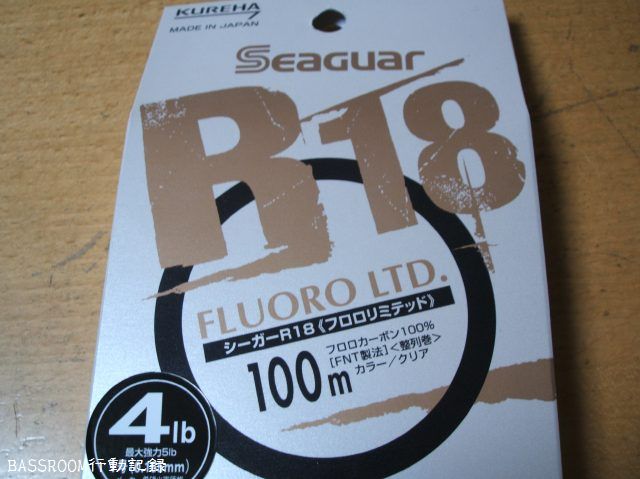 KUREHA
MADE IN JAPAN
SEAGUAR
R18
FLUORO LTD.
シーガーR18《フロロリミテッド》
フロロカーボン100%
[FNT製法]<整列巻>
カラー/クリア
100m
4lb
最大強力5lb
mm)
BASSROOM行動記録